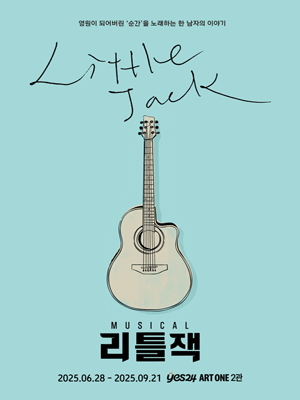 영원이 되어버린 '순간'을 노래하는 한 남자의 이야기
Little
Jack
MUSICAL
리틀잭
2025.06.28 - 2025.09.21 yes24 ART ONE 2관